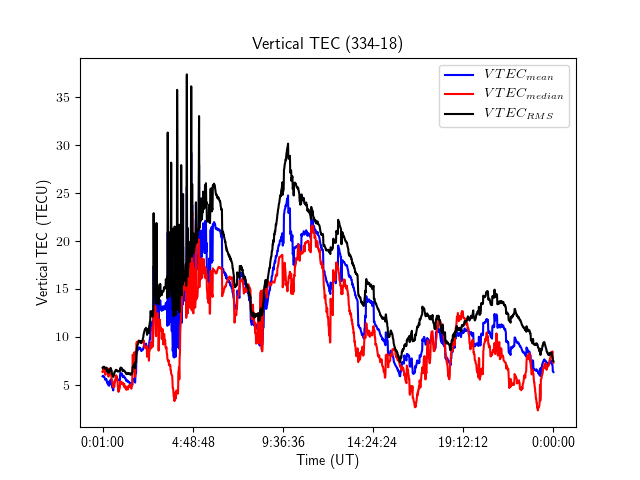 Vertical TEC (334-18)
VTEC_mean
VTEC_median
VTEC_RMS
Vertical TEC (TECU)
35
30
25
20
15
10
5
0:01:00 4:48:48 9:36:36 14:24:24 19:12:12 0:00:00
Time (UT)